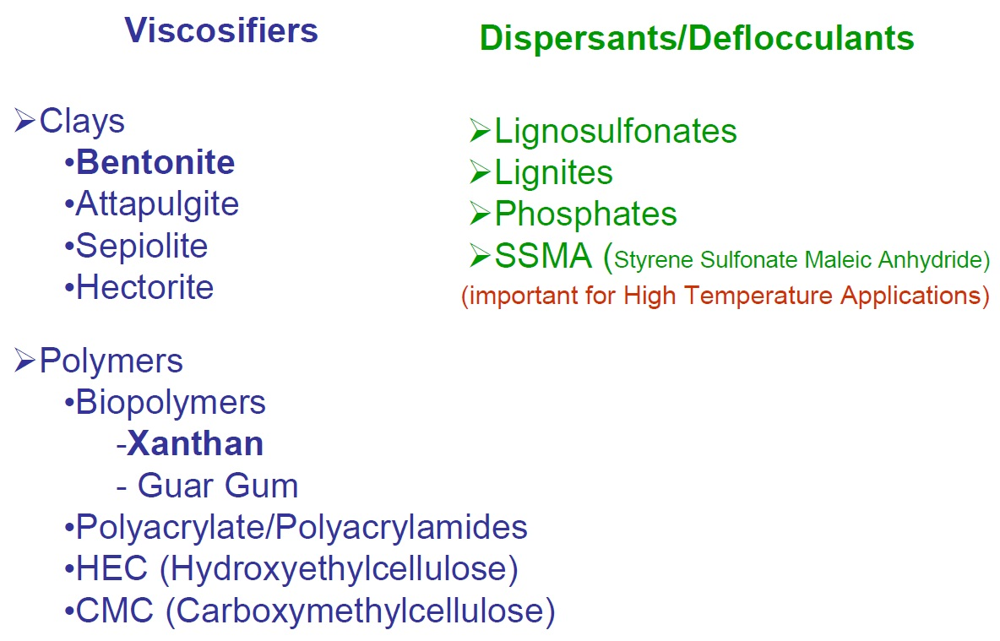 Viscosifiers
➢Clays
•Bentonite
•Attapulgite
•Sepiolite
•Hectorite
➢Polymers
•Biopolymers
-Xanthan
- Guar Gum
•Polyacrylate/Polyacrylamides
•HEC (Hydroxyethylcellulose)
•CMC (Carboxymethylcellulose)
Dispersants/Deflocculants
➢Lignosulfonates
➢Lignites
➢Phosphates
➢SSMA (Styrene Sulfonate Maleic Anhydride)
(important for High Temperature Applications)